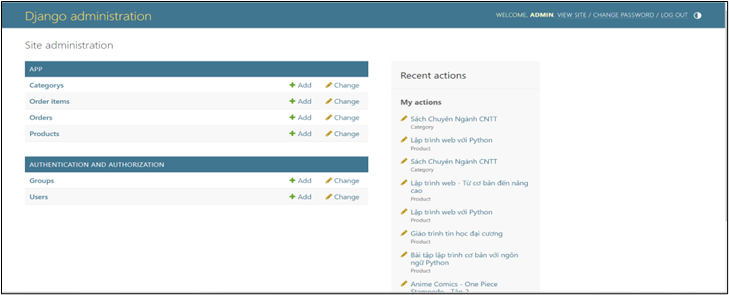 Django administration
WELCOME, ADMIN. VIEW SITE / CHANGE PASSWORD / LOG OUT
Site administration
APP
Categorys Add Change
Order items Add Change
Orders Add Change
Products Add Change
AUTHENTICATION AND AUTHORIZATION
Groups Add Change
Users Add Change
Recent actions
My actions
Sách Chuyên Ngành CNTT
Category
Lập trình web với Python
Product
Sách Chuyên Ngành CNTT
Category
Lập trình web - Từ cơ bản đến nâng
cao
Product
Lập trình web với Python
Product
Giáo trình tin học đại cương
Product
Bài tập lập trình cơ bản với ngôn
ngữ Python
Product
Anime Comics - One Piece